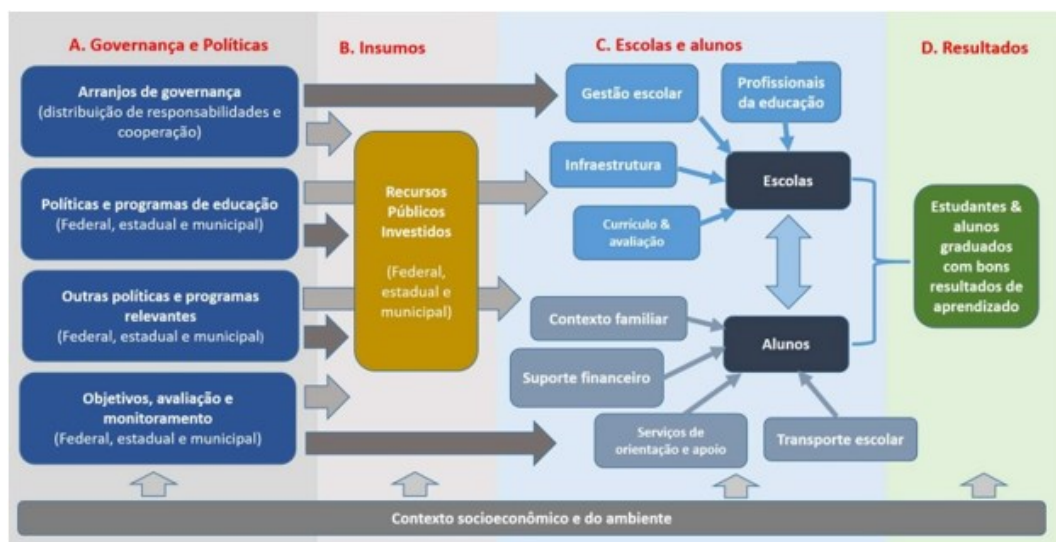 A. Governança e Políticas
Arranjos de governança
(distribuição de responsabilidades e
cooperação)
Políticas e programas de educação
(Federal, estadual e municipal)
Outras políticas e programas
relevantes
(Federal, estadual e municipal)
Objetivos, avaliação e
monitoramento
(Federal, estadual e municipal)
B. Insumos
Recursos
Públicos
Investidos
(Federal,
estadual e
municipal)
C. Escolas e alunos
Gestão escolar
Profissionais
da educação
Infraestrutura
Escolas
Currículo &
avaliação
Contexto familiar
Alunos
Suporte financeiro
Serviços de
orientação e apoio
Transporte escolar
D. Resultados
Estudantes &
alunos
graduados
com bons
resultados de
aprendizado
Contexto socioeconômico e do ambiente